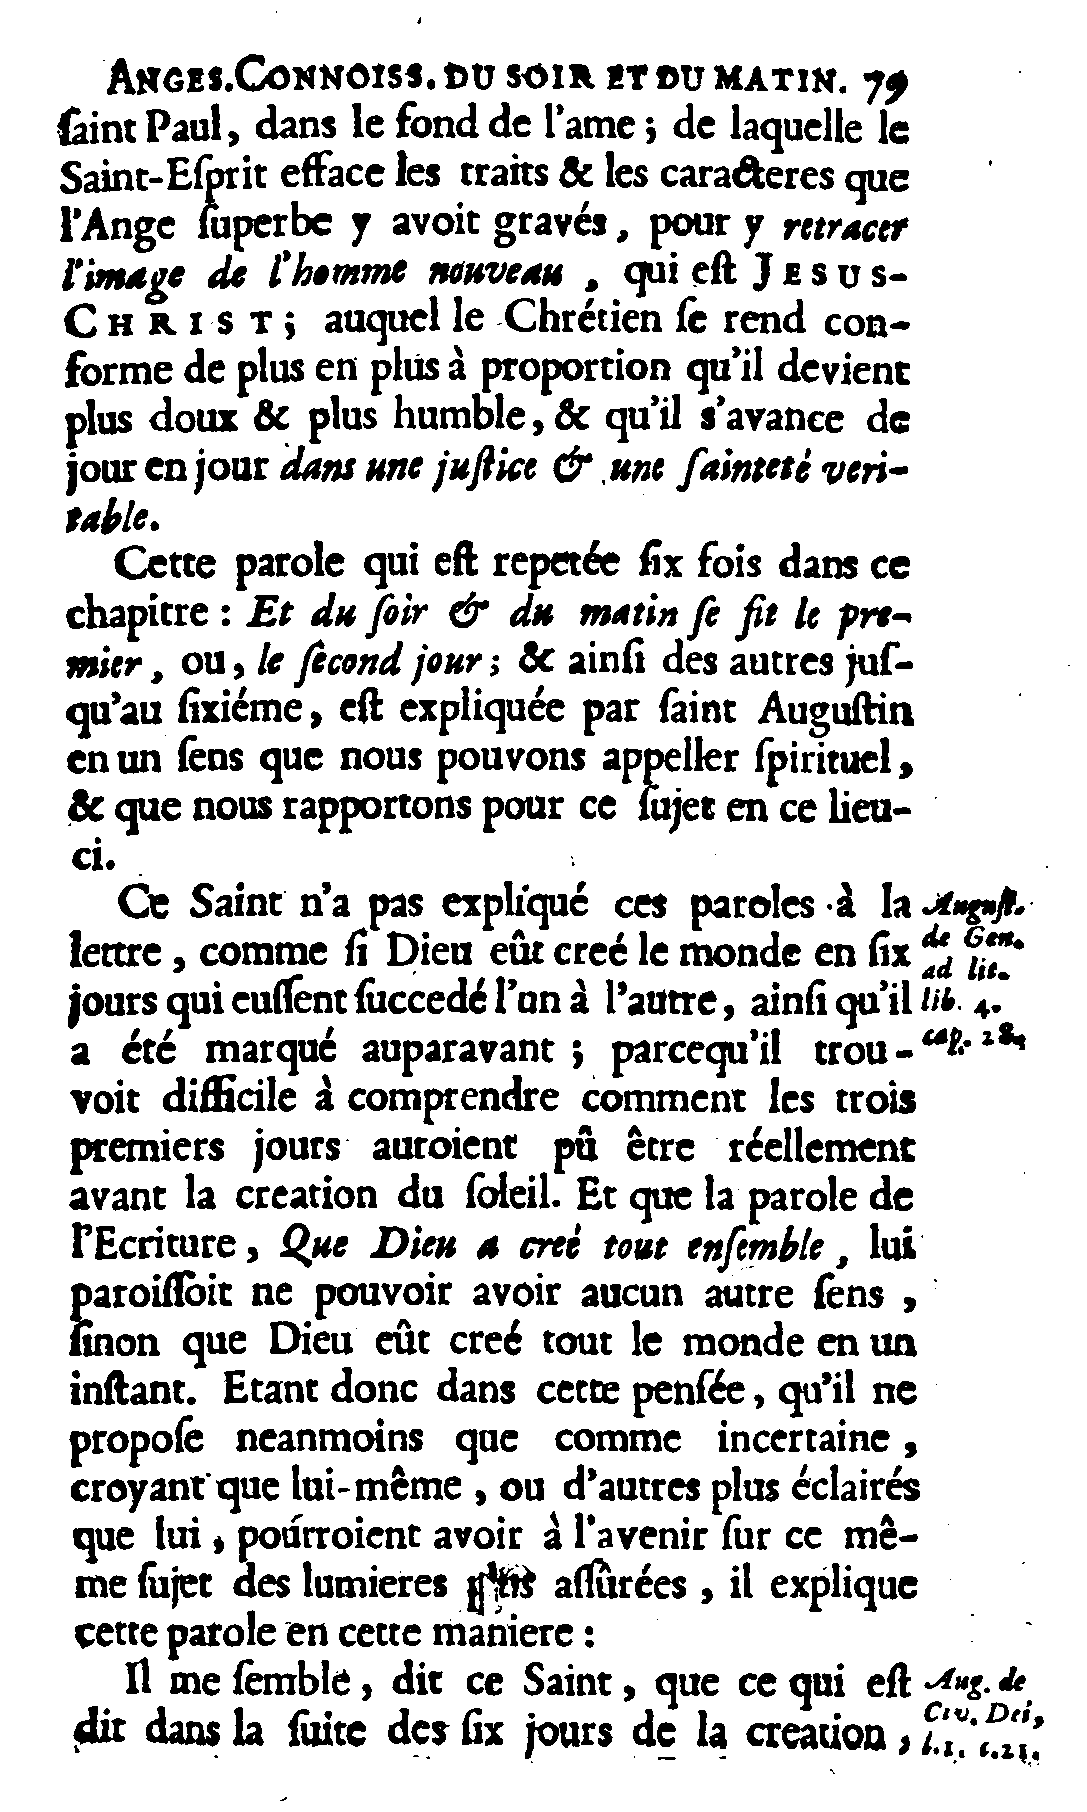 ANGES. CONNOISS. DU SOIR ET DU MATIN. 79
ſaint Paul, dans le fond de l'ame ; de laquelle le
Saint-Eſprit efface les traits & les caracteres que
l'Ange ſuperbe y avoit gravés, pour y retracer
l'image de l'homme nouveau, qui eſt JESUS-
CHRIST; auquel le Chrétien ſe rend con-
forme de plus en plus à proportion qu'il devient
plus doux & plus humble, & qu'il s'avance de
jour en jour dans une juſtice & une ſainteté veri-
table.
Cette parole qui eſt repetée ſix fois dans ce
chapitre : Et du ſoir & du matin ſe fit le pre-
mier, ou, le ſecond jour ; & ainſi des autres juſ-
qu'au ſixiéme, eſt expliquée par ſaint Auguſtin
en un ſens que nous pouvons appeller ſpirituel,
& que nous rapportons pour ce ſujet en ce lieu-
ci.
Ce Saint n'a pas expliqué ces paroles à la
lettre, comme ſi Dieu eût creé le monde en ſix
jours qui euſſent ſuccedé l'un à l'autre, ainſi qu'il
a été marqué auparavant ; parcequ'il trou-
voit difficile à comprendre comment les trois
premiers jours auroient pû être réellement
avant la creation du ſoleil. Et que la parole de
l'Ecriture, Que Dieu a creé tout enſemble, lui
paroiſſoit ne pouvoir avoir aucun autre ſens,
ſinon que Dieu eût creé tout le monde en un
inſtant. Etant donc dans cette penſée, qu'il ne
propoſe neanmoins que comme incertaine,
croyant que lui-même, ou d'autres plus éclairés
que lui, pourroient avoir à l'avenir ſur ce mê-
me ſujet des lumieres plus aſſûrées, il explique
cette parole en cette maniere :
Il me ſemble, dit ce Saint, que ce qui eſt
dit dans la ſuite des ſix jours de la creation,
Auguſt.
de Gen.
ad lit.
lib. 4.
cap. 28.
Aug. de
Civ. Dei,
l. 1. c. 21.